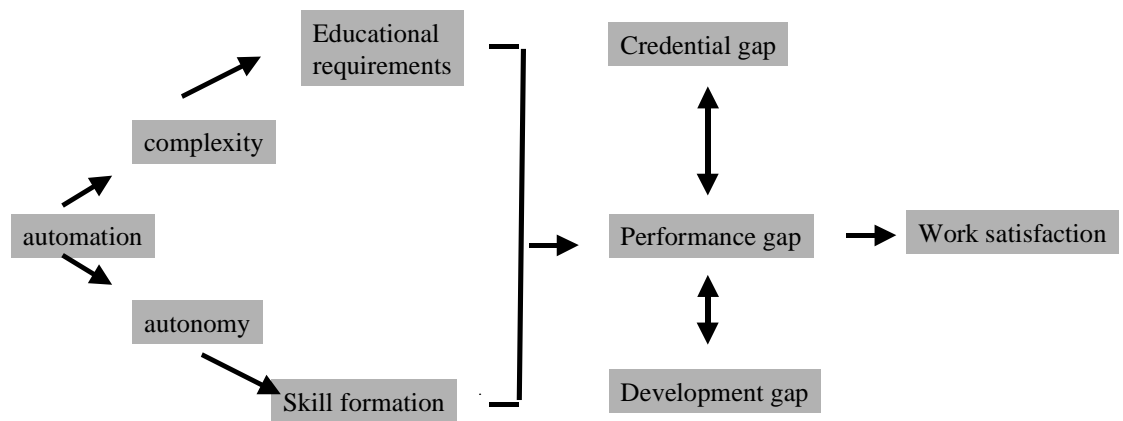 Educational
requirements
Credential gap
complexity
automation
Performance gap
Work satisfaction
autonomy
Skill formation
Development gap